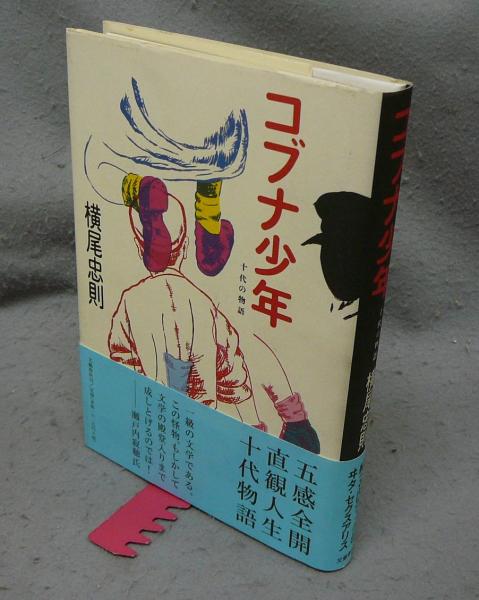 コブナ少年
十代の物語
横尾忠則
五感全開
直観人生
十代物語
一級の文学である。
この怪物、もしかして
文学の殿堂入りまで
成しとげるのでは!
──瀬戸内寂聴氏
コブナ少年
横尾忠則
ヰタ・セクスアリス